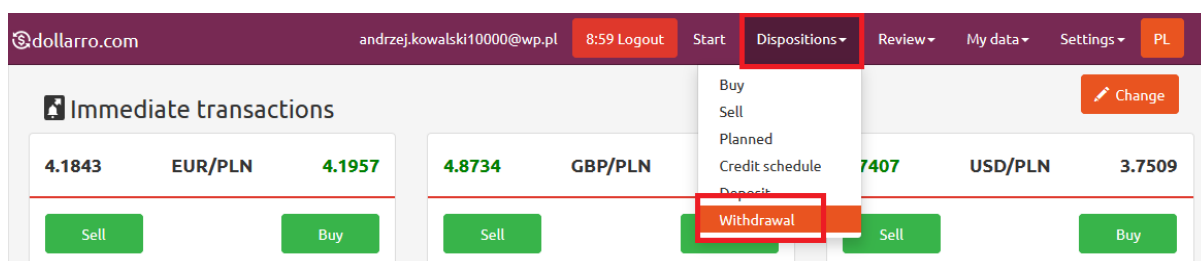 dollarro.com andrzej.kowalski10000@wp.pl 8:59 Logout Start Dispositions Review My data Settings PL
Immediate transactions
Change
Buy
Sell
Planned
Credit schedule
Deposit
Withdrawal
4.1843 EUR/PLN 4.1957
Sell Buy
4.8734 GBP/PLN
Sell
7407 USD/PLN 3.7509
Sell Buy